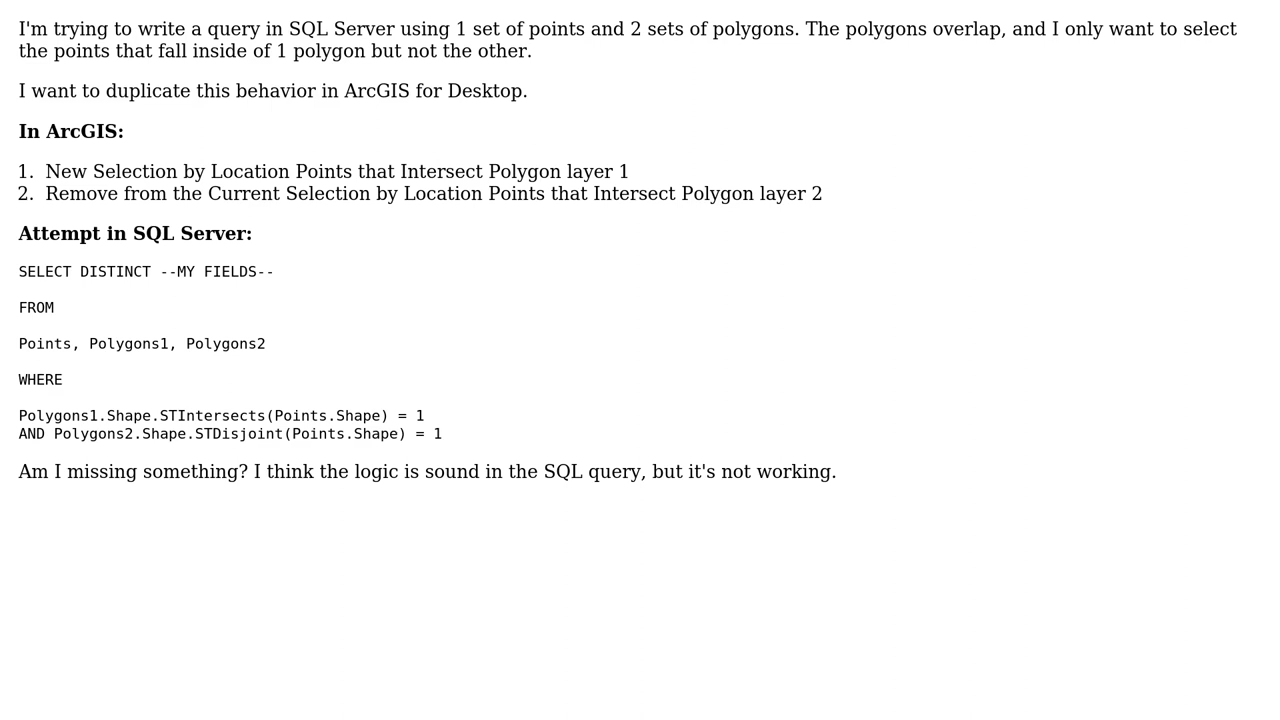 I'm trying to write a query in SQL Server using 1 set of points and 2 sets of polygons. The polygons overlap, and I only want to select
the points that fall inside of 1 polygon but not the other.
I want to duplicate this behavior in ArcGIS for Desktop.
In ArcGIS:
1. New Selection by Location Points that Intersect Polygon layer 1
2. Remove from the Current Selection by Location Points that Intersect Polygon layer 2
Attempt in SQL Server:
SELECT DISTINCT --MY FIELDS--
FROM
Points, Polygons1, Polygons2
WHERE
Polygons1.Shape.STIntersects(Points.Shape) = 1
AND Polygons2.Shape.STDisjoint(Points.Shape) = 1
Am I missing something? I think the logic is sound in the SQL query, but it's not working.